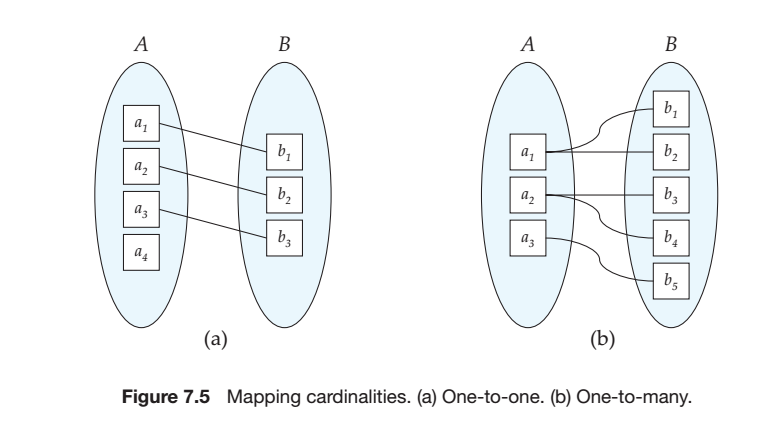 A B A B
a1 b1
a2 b2
a3 b3
a4
a1 b1
a2 b2
a3 b3
b4
b5
(a) (b)
Figure 7.5 Mapping cardinalities. (a) One-to-one. (b) One-to-many.